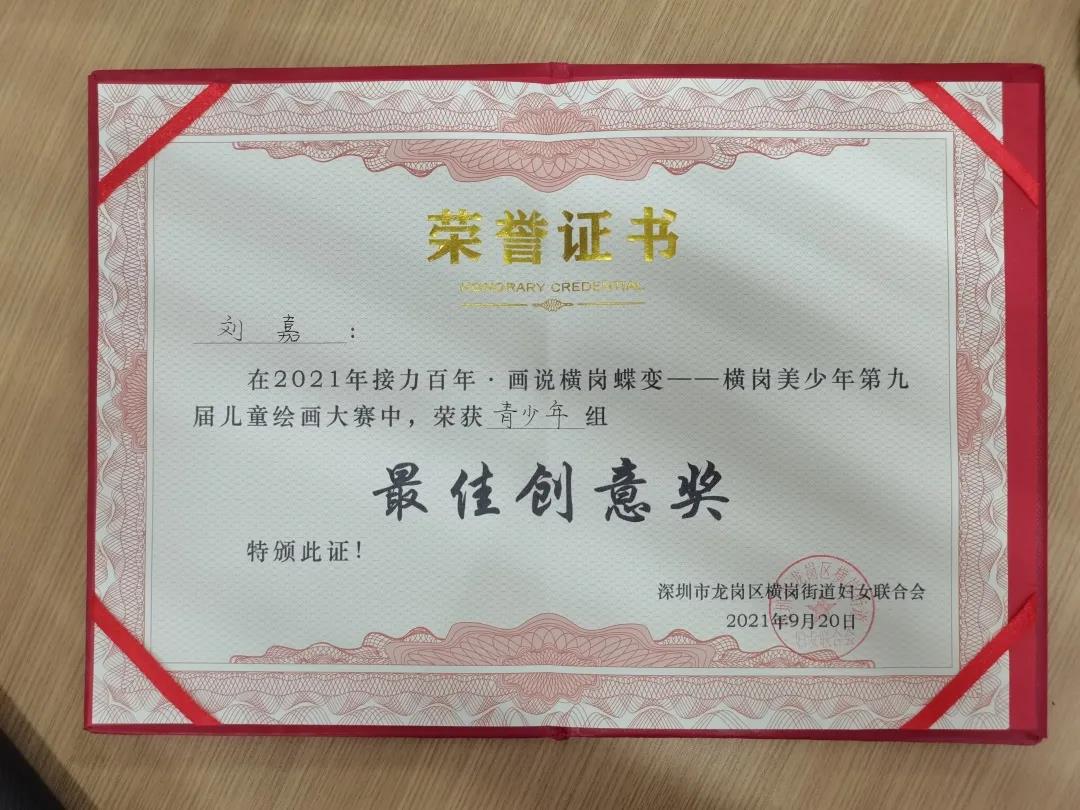 荣誉证书
HONORARY CREDENTIAL
刘嘉：
在2021年接力百年·画说横岗蝶变——横岗美少年第九
届儿童绘画大赛中，荣获青少年组
最佳创意奖
特颁此证！
深圳市龙岗区横岗街道妇女联合会
2021年9月20日